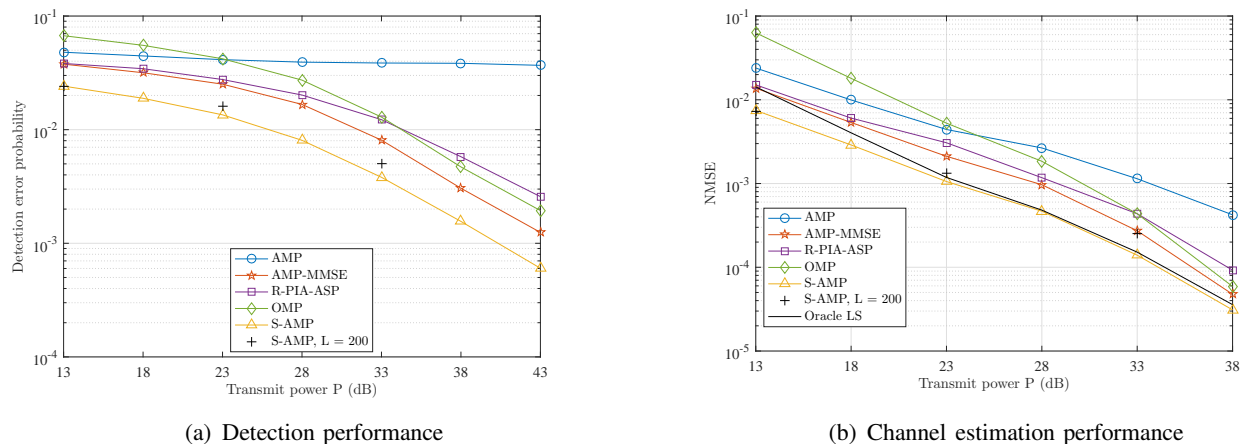 10^-1
10^-2
10^-3
10^-4
Detection error probability
AMP
AMP-MMSE
R-PIA-ASP
OMP
S-AMP
S-AMP, L = 200
13 18 23 28 33 38 43
Transmit power P (dB)
(a) Detection performance
10^-1
10^-2
10^-3
10^-4
10^-5
NMSE
AMP
AMP-MMSE
R-PIA-ASP
OMP
S-AMP
S-AMP, L = 200
Oracle LS
13 18 23 28 33 38
Transmit power P (dB)
(b) Channel estimation performance